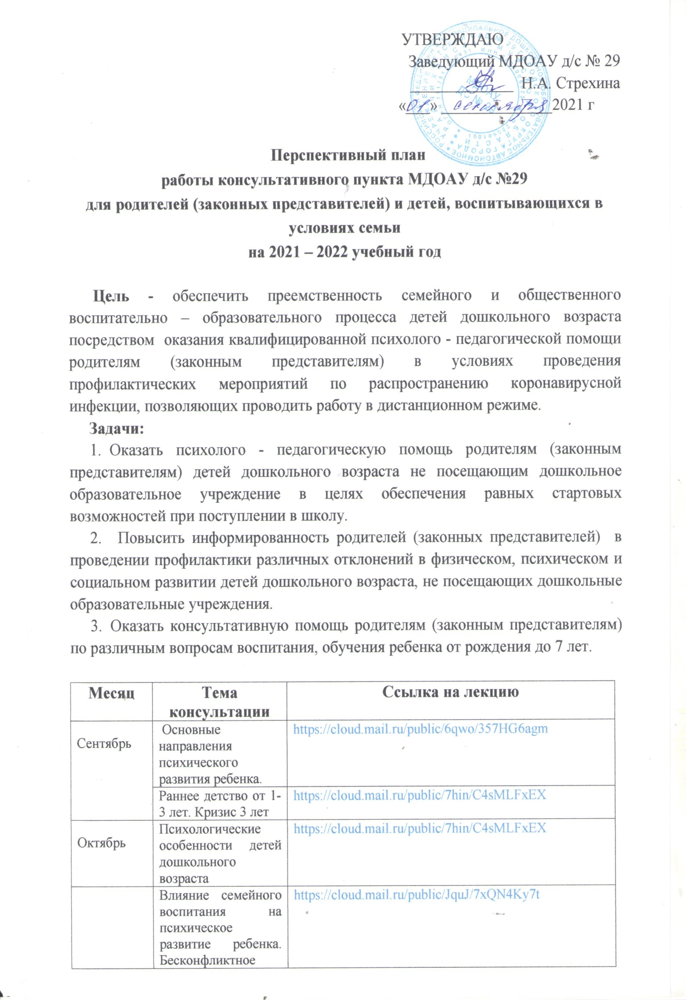 УТВЕРЖДАЮ
Заведующий МДОАУ д/с № 29
Н.А. Стрехина
«01» сентября 2021 г
МДОАУ
ДС № 29
Перспективный план
работы консультативного пункта МДОАУ д/с №29
для родителей (законных представителей) и детей, воспитывающихся в
условиях семьи
на 2021 – 2022 учебный год
Цель - обеспечить преемственность семейного и общественного
воспитательно – образовательного процесса детей дошкольного возраста
посредством оказания квалифицированной психолого - педагогической помощи
родителям (законным представителям) в условиях проведения
профилактических мероприятий по распространению коронавирусной
инфекции, позволяющих проводить работу в дистанционном режиме.
Задачи:
1. Оказать психолого - педагогическую помощь родителям (законным
представителям) детей дошкольного возраста не посещающим дошкольное
образовательное учреждение в целях обеспечения равных стартовых
возможностей при поступлении в школу.
2. Повысить информированность родителей (законных представителей) в
проведении профилактики различных отклонений в физическом, психическом и
социальном развитии детей дошкольного возраста, не посещающих дошкольные
образовательные учреждения.
3. Оказать консультативную помощь родителям (законным представителям)
по различным вопросам воспитания, обучения ребенка от рождения до 7 лет.
Месяц
Тема
консультации
Ссылка на лекцию
Сентябрь
Основные
направления
психического
развития ребенка.
https://cloud.mail.ru/public/6qwo/357HG6agm
Раннее детство от 1-
3 лет. Кризис 3 лет
https://cloud.mail.ru/public/7hin/C4sMLFxEX
Октябрь
Психологические
особенности детей
дошкольного
возраста
https://cloud.mail.ru/public/7hin/C4sMLFxEX
Влияние семейного
воспитания на
психическое
развитие ребенка.
Бесконфликтное
https://cloud.mail.ru/public/JquJ/7xQN4Ky7t